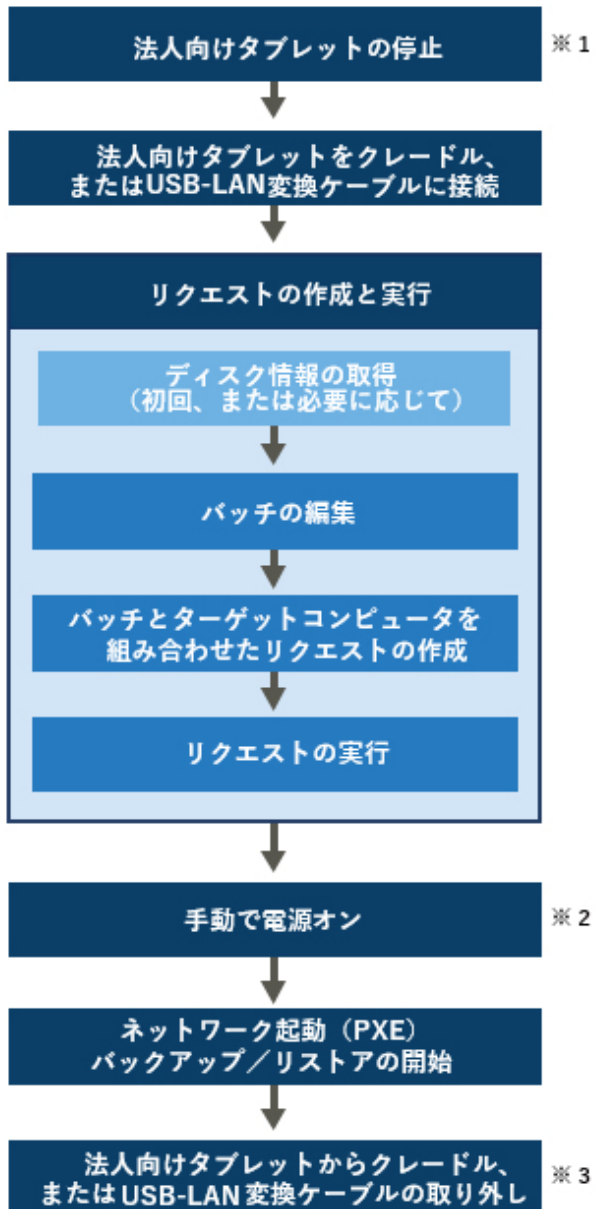 法人向けタブレットの停止 ※1
法人向けタブレットをクレードル、
またはUSB-LAN変換ケーブルに接続
リクエストの作成と実行
ディスク情報の取得
(初回、または必要に応じて)
バッチの編集
バッチとターゲットコンピュータを
組み合わせたリクエストの作成
リクエストの実行
手動で電源オン ※2
ネットワーク起動(PXE)
バックアップ/リストアの開始
法人向けタブレットからクレードル、 ※3
またはUSB-LAN変換ケーブルの取り外し